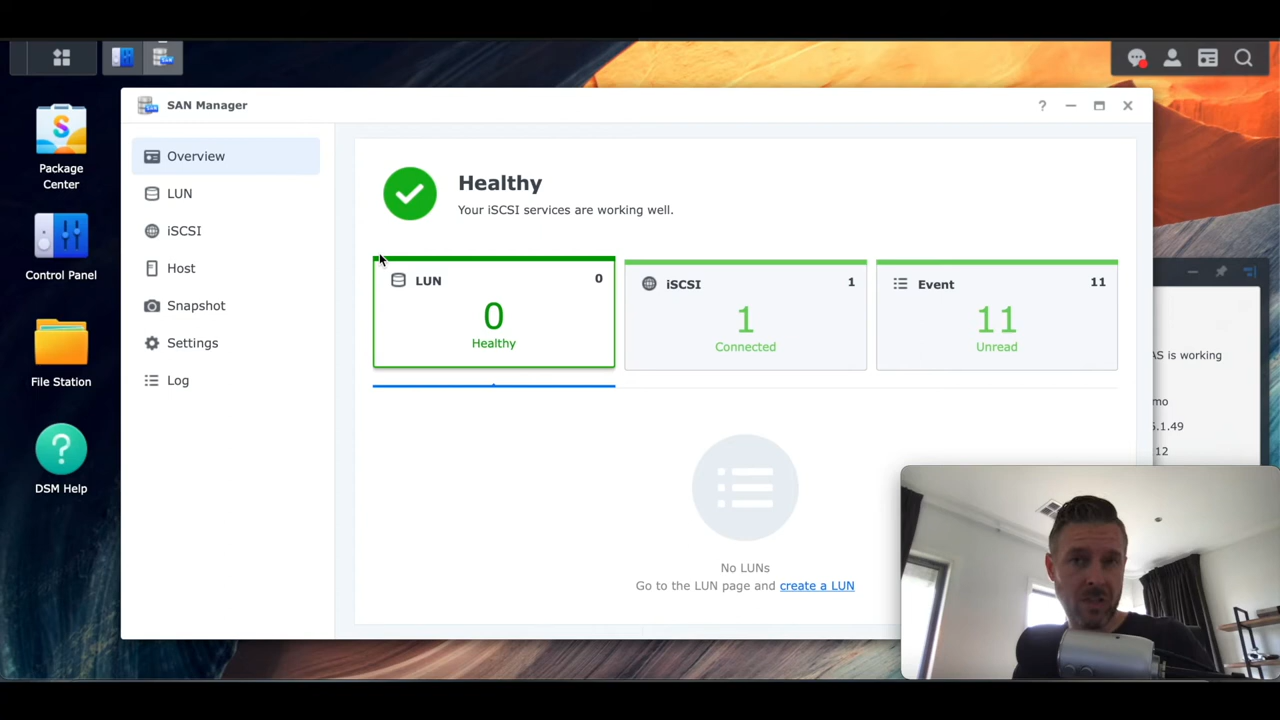 SAN Manager
?
Package
Center
Control Panel
File Station
?
DSM Help
Overview
LUN
iSCSI
Host
Snapshot
Settings
Log
Healthy
Your iSCSI services are working well.
LUN 0
0
Healthy
iSCSI 1
1
Connected
Event 11
11
Unread
No LUNs
Go to the LUN page and create a LUN
AS is working
mo
5.1.49
12